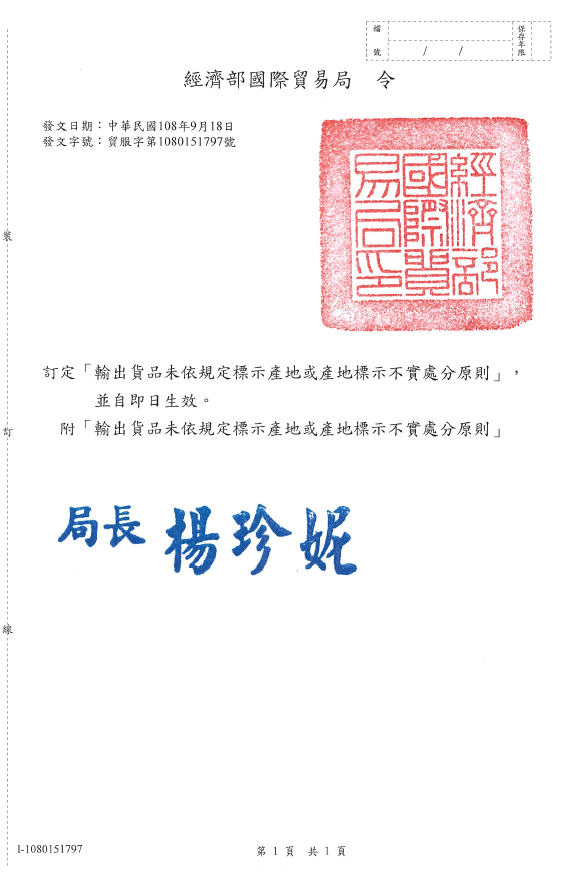 檔號
保存年限
/ /
經濟部國際貿易局 令
發文日期：中華民國108年9月18日
發文字號：貿服字第1080151797號
經濟部國際貿易局印
訂定「輸出貨品未依規定標示產地或產地標示不實處分原則」，
並自即日生效。
附「輸出貨品未依規定標示產地或產地標示不實處分原則」
局長 楊珍妮
裝
訂
線
I-1080151797
第 1 頁 共 1 頁